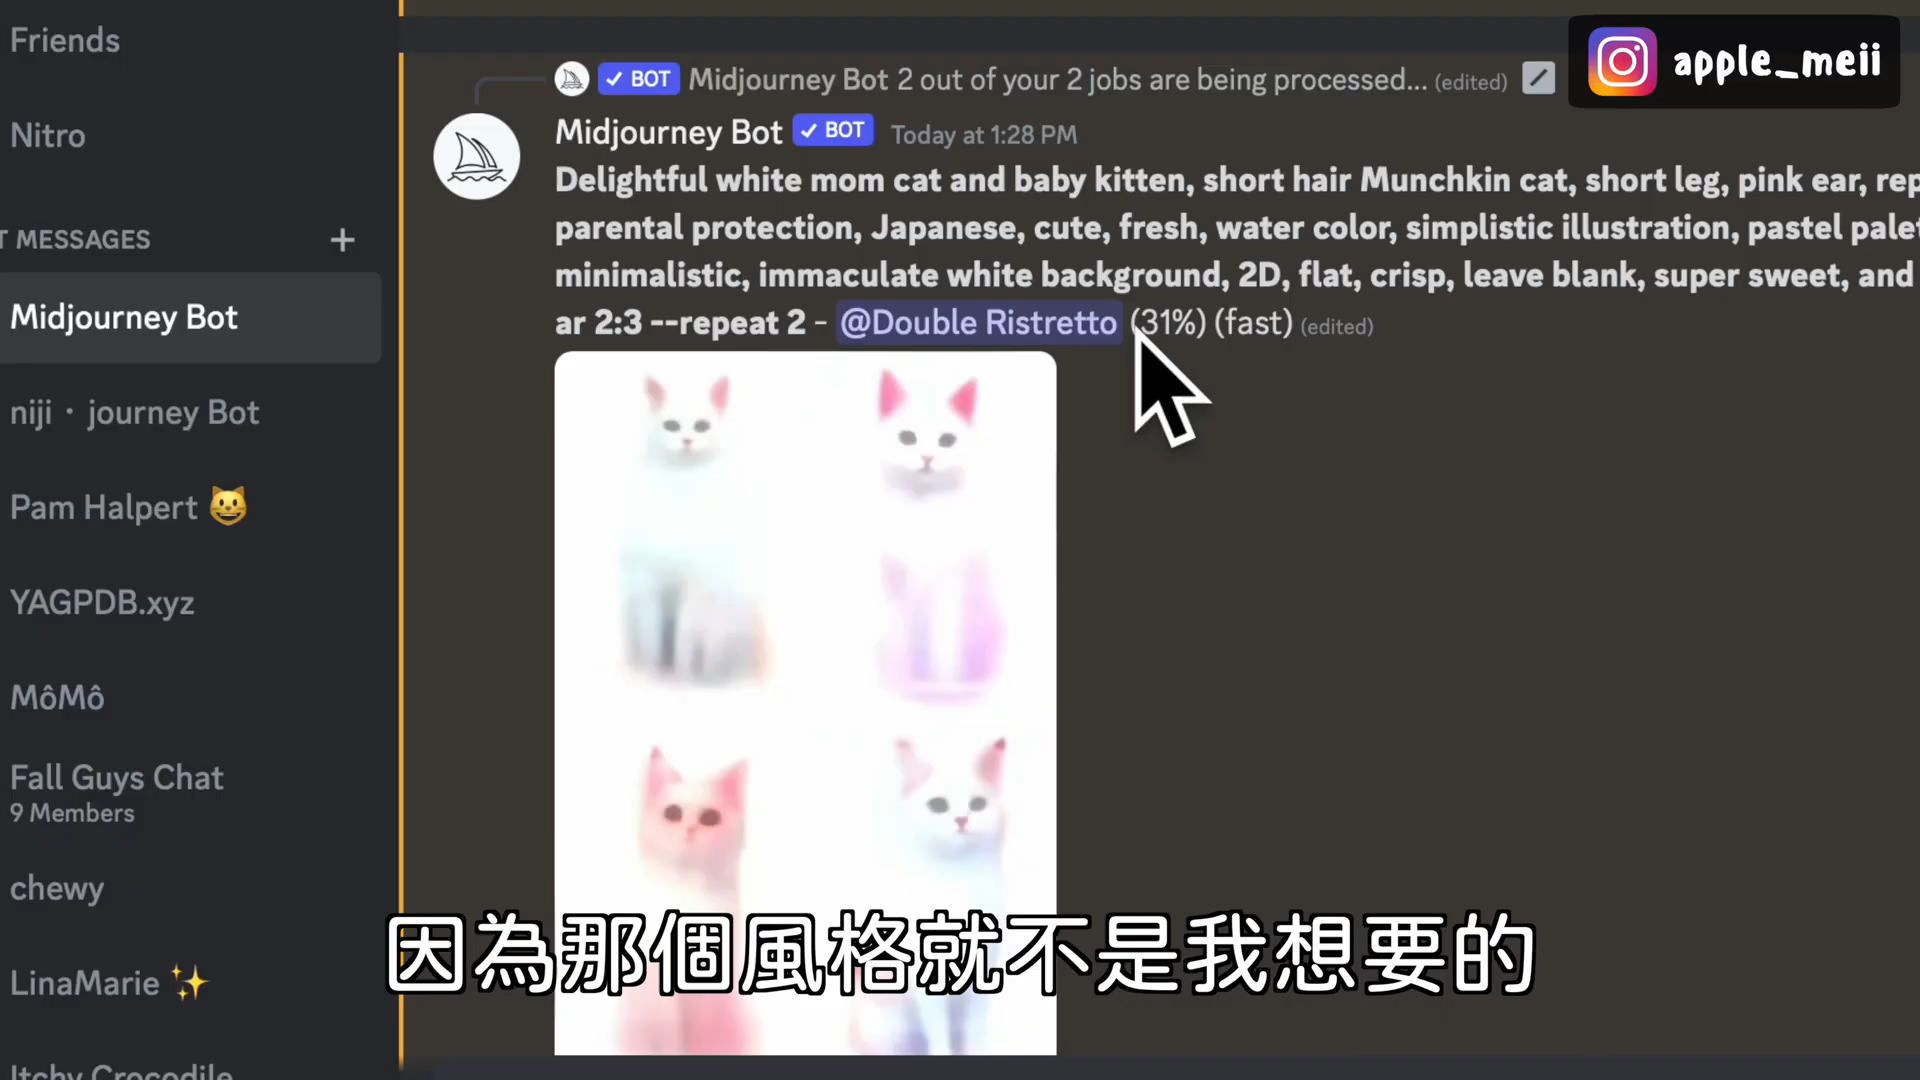 Friends
Nitro
T MESSAGES
Midjourney Bot
niji · journey Bot
Pam Halpert 😺
YAGPDB.xyz
MôMô
Fall Guys Chat
9 Members
chewy
LinaMarie ✨
Itchy Crocodile
✓ BOT Midjourney Bot 2 out of your 2 jobs are being processed... (edited)
Midjourney Bot ✓ BOT Today at 1:28 PM
Delightful white mom cat and baby kitten, short hair Munchkin cat, short leg, pink ear, rep
parental protection, Japanese, cute, fresh, water color, simplistic illustration, pastel palet
minimalistic, immaculate white background, 2D, flat, crisp, leave blank, super sweet, and
ar 2:3 --repeat 2 - @Double Ristretto (31%) (fast) (edited)
apple_meii
因為那個風格就不是我想要的